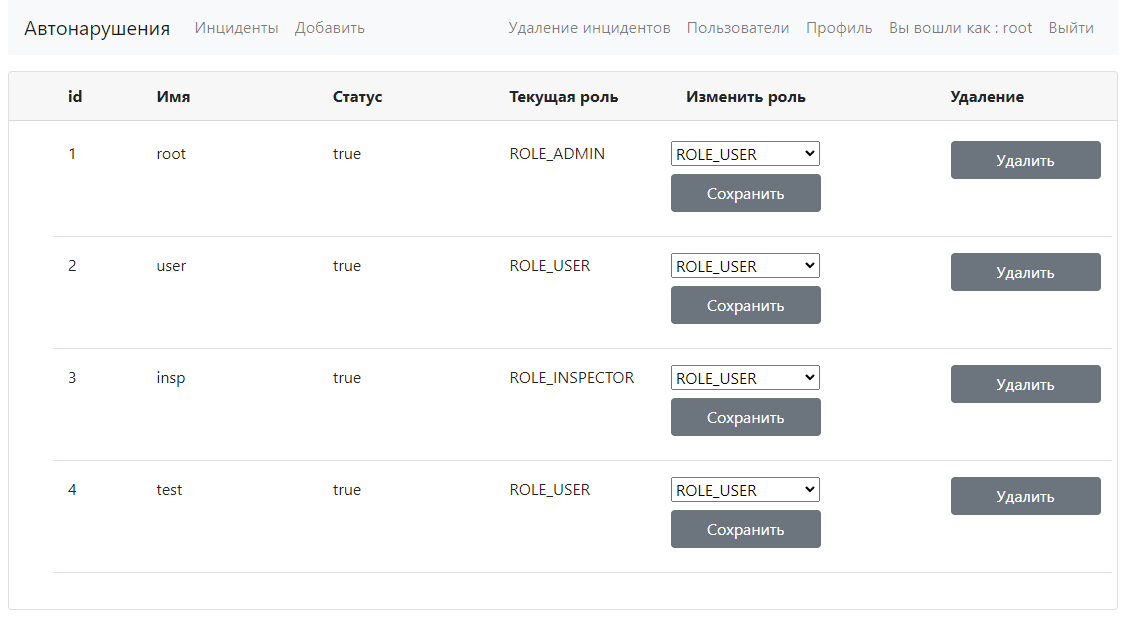 Автонарушения Инциденты Добавить Удаление инцидентов Пользователи Профиль Вы вошли как : root Выйти
id Имя Статус Текущая роль Изменить роль Удаление
1 root true ROLE_ADMIN ROLE_USER Удалить
Сохранить
2 user true ROLE_USER ROLE_USER Удалить
Сохранить
3 insp true ROLE_INSPECTOR ROLE_USER Удалить
Сохранить
4 test true ROLE_USER ROLE_USER Удалить
Сохранить